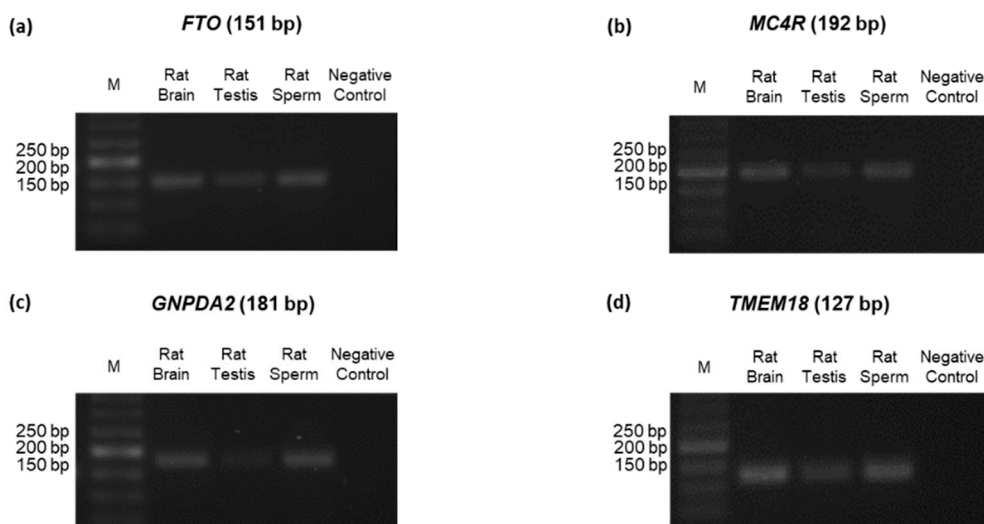 (a)
FTO (151 bp)
M
Rat Brain
Rat Testis
Rat Sperm
Negative Control
250 bp
200 bp
150 bp
(b)
MC4R (192 bp)
M
Rat Brain
Rat Testis
Rat Sperm
Negative Control
250 bp
200 bp
150 bp
(c)
GNPDA2 (181 bp)
M
Rat Brain
Rat Testis
Rat Sperm
Negative Control
250 bp
200 bp
150 bp
(d)
TMEM18 (127 bp)
M
Rat Brain
Rat Testis
Rat Sperm
Negative Control
250 bp
200 bp
150 bp